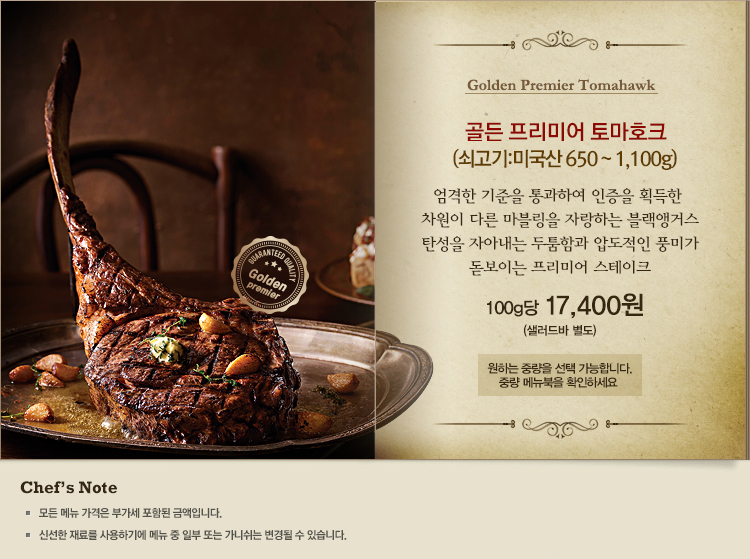 GUARANTEED QUALITY
Golden
premier
Golden Premier Tomahawk
골든 프리미어 토마호크
(쇠고기:미국산 650 ~ 1,100g)
엄격한 기준을 통과하여 인증을 획득한
차원이 다른 마블링을 자랑하는 블랙앵거스
탄성을 자아내는 두툼함과 압도적인 풍미가
돋보이는 프리미어 스테이크
100g당 17,400원
(샐러드바 별도)
원하는 중량을 선택 가능합니다.
중량 메뉴북을 확인하세요
Chef's Note
모든 메뉴 가격은 부가세 포함된 금액입니다.
신선한 재료를 사용하기에 메뉴 중 일부 또는 가니쉬는 변경될 수 있습니다.